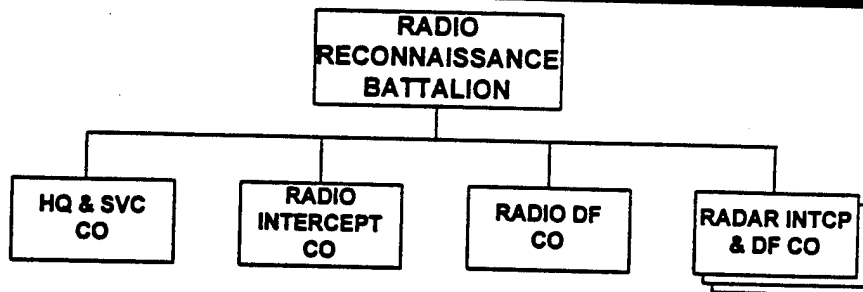 RADIO
RECONNAISSANCE
BATTALION
HQ & SVC
CO
RADIO
INTERCEPT
CO
RADIO DF
CO
RADAR INTCP
& DF CO